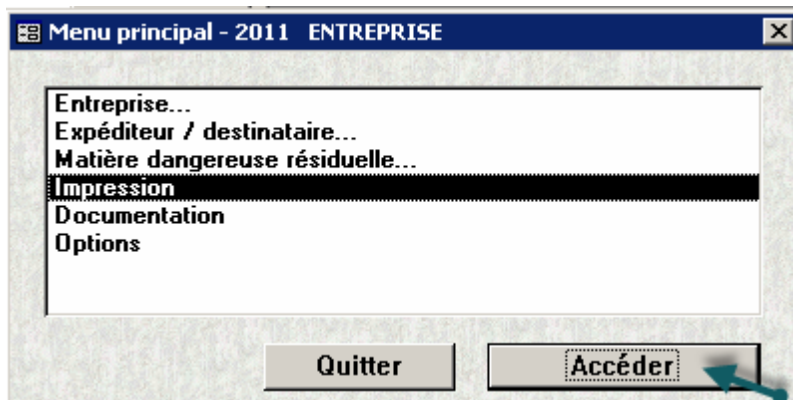 Menu principal - 2011 ENTREPRISE
Entreprise...
Expéditeur / destinataire...
Matière dangereuse résiduelle...
Impression
Documentation
Options
Quitter
Accéder